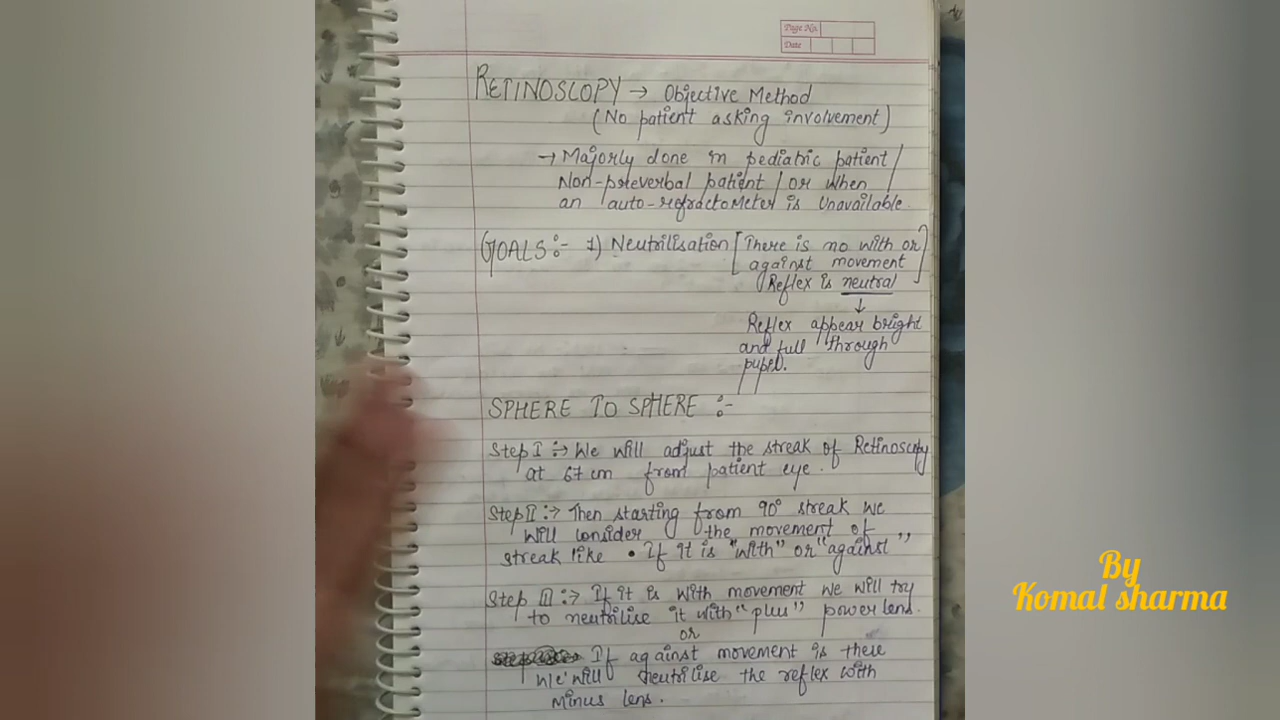 Page No.
Date
RETINOSCOPY → Objective Method
(No patient asking involvement)
→ Majorly done in pediatric patient/
Non-preverbal patient / or when
an auto-refractometer is Unavailable.
GOALS :- 1) Neutrilisation [There is no with or
against movement
Reflex is neutral]
↓
Reflex appear bright
and full through
pupil.
SPHERE TO SPHERE :-
Step I :→ We will adjust the streak of Retinoscopy
at 67 cm from patient eye.
Step II :→ Then starting from 90° streak we
will consider the movement of
streak like • If it is "with" or "against"
Step III :→ If it is with movement we will try
to neutrilise it with "plus" power lens.
or
If against movement is there
we will neutrilise the reflex with
minus lens.
By
Komal sharma